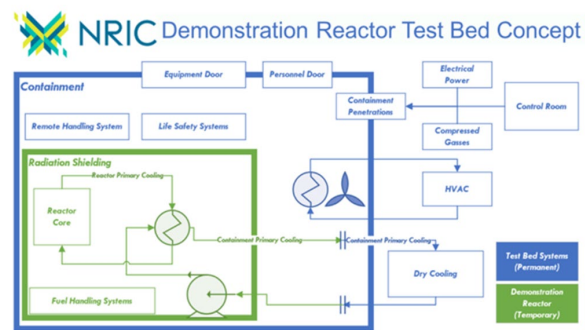 NRIC Demonstration Reactor Test Bed Concept
Equipment Door
Personnel Door
Electrical
Power
Containment
Containment
Penetrations
Control Room
Remote Handling System
Life Safety Systems
Compressed
Gasses
Radiation Shielding
Reactor Primary Cooling
HVAC
Reactor
Core
Containment Primary Cooling
Containment Primary Cooling
Dry Cooling
Test Bed Systems
(Permanent)
Fuel Handling Systems
Demonstration
Reactor
(Temporary)